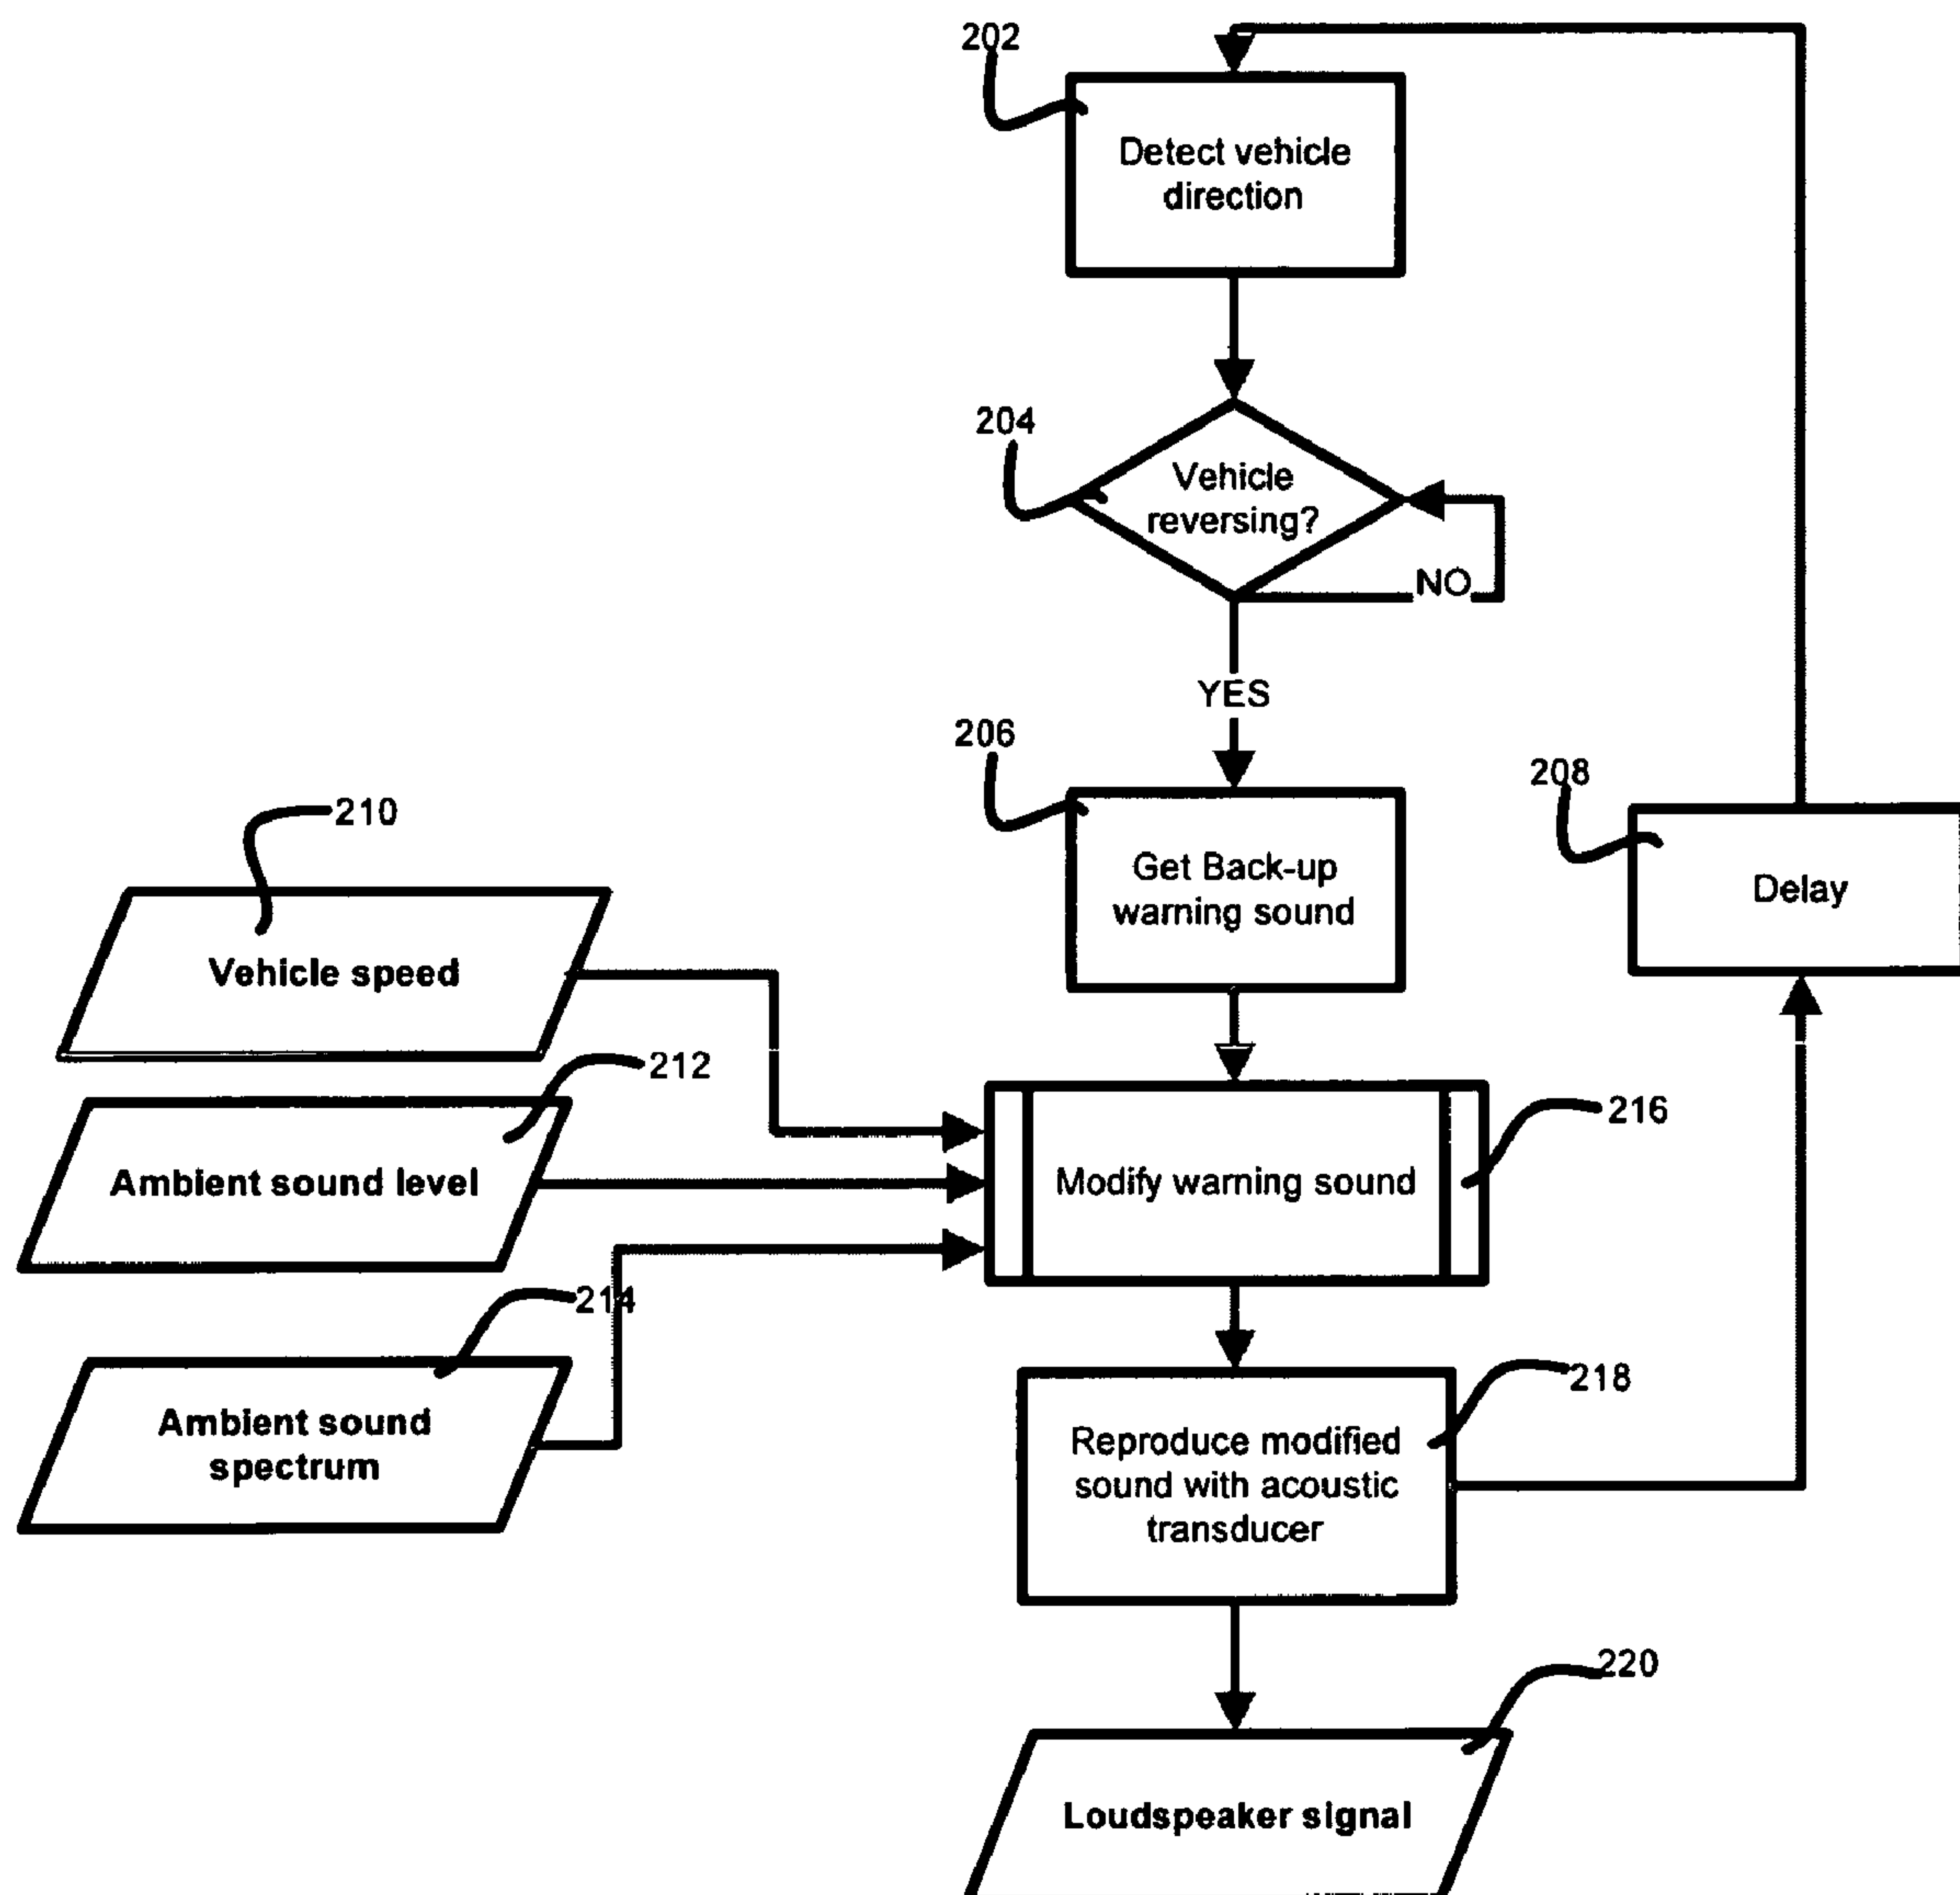 202
Detect vehicle
direction
204
Vehicle
reversing?
NO
YES
206
Get Back-up
warning sound
208
Delay
210
Vehicle speed
212
Ambient sound level
214
Ambient sound
spectrum
Modify warning sound
216
Reproduce modified
sound with acoustic
transducer
218
220
Loudspeaker signal